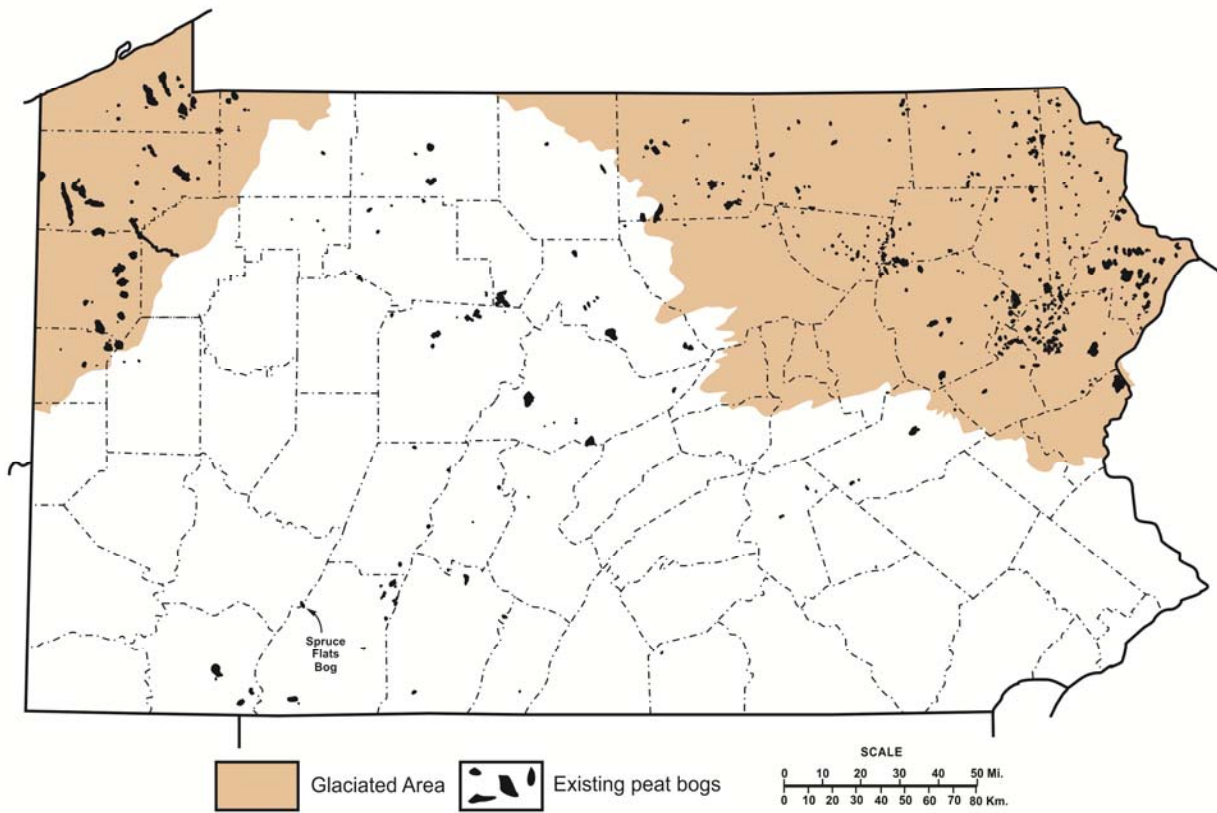 Spruce
Flats
Bog
Glaciated Area
Existing peat bogs
SCALE
0 10 20 30 40 50 Mi.
0 10 20 30 40 50 60 70 80 Km.